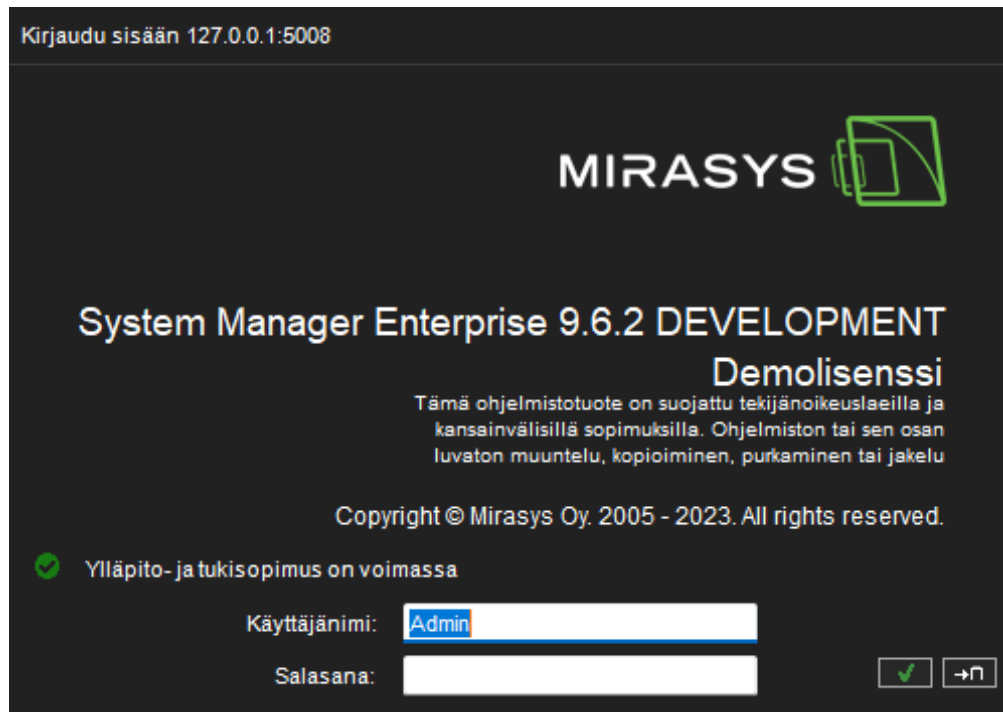 Kirjaudu sisään 127.0.0.1:5008
MIRASYS
System Manager Enterprise 9.6.2 DEVELOPMENT
Demolisenssi
Tämä ohjelmistotuote on suojattu tekijänoikeuslaeilla ja
kansainvälisillä sopimuksilla. Ohjelmiston tai sen osan
luvaton muuntelu, kopioiminen, purkaminen tai jakelu
Copyright © Mirasys Oy. 2005 - 2023. All rights reserved.
Ylläpito- ja tukisopimus on voimassa
Käyttäjänimi: Admin
Salasana: